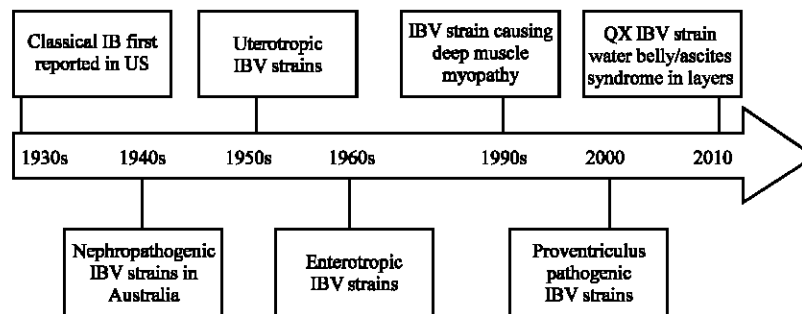 Classical IB first
reported in US
Uterotropic
IBV strains
IBV strain causing
deep muscle
myopathy
QX IBV strain
water belly/ascites
syndrome in layers
1930s 1940s 1950s 1960s 1990s 2000 2010
Nephropathogenic
IBV strains in
Australia
Enterotropic
IBV strains
Proventriculus
pathogenic
IBV strains